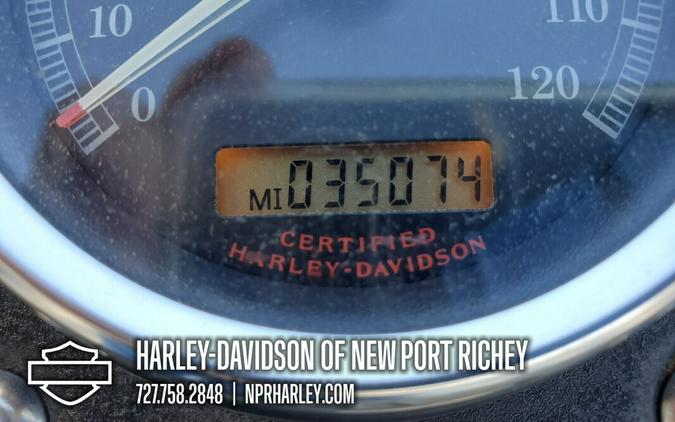 10
110
0
120
MI 035074
CERTIFIED
HARLEY-DAVIDSON
HARLEY-DAVIDSON OF NEW PORT RICHEY
727.758.2848 | NPRHARLEY.COM